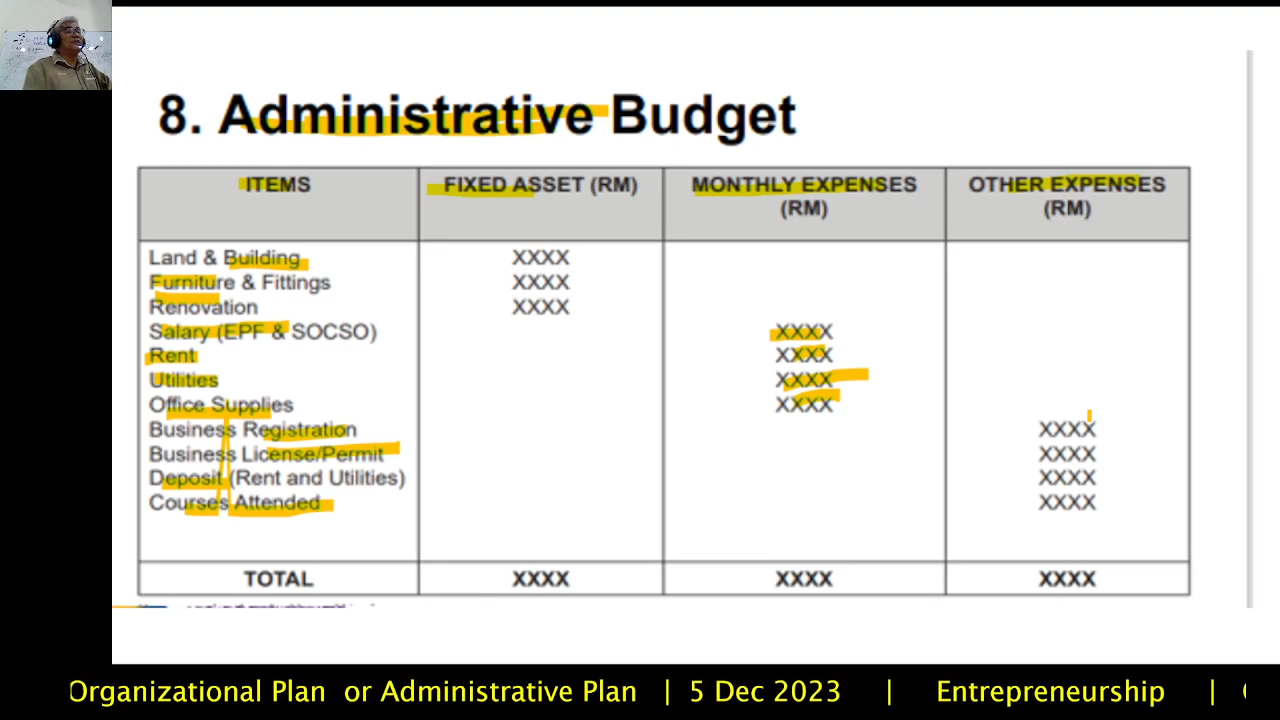 8. Administrative Budget
ITEMS FIXED ASSET (RM) MONTHLY EXPENSES (RM) OTHER EXPENSES (RM)
Land & Building XXXX
Furniture & Fittings XXXX
Renovation XXXX
Salary (EPF & SOCSO) XXXX
Rent XXXX
Utilities XXXX
Office Supplies XXXX
Business Registration XXXX
Business License/Permit XXXX
Deposit (Rent and Utilities) XXXX
Courses Attended XXXX
TOTAL XXXX XXXX XXXX
Organizational Plan or Administrative Plan | 5 Dec 2023 | Entrepreneurship |